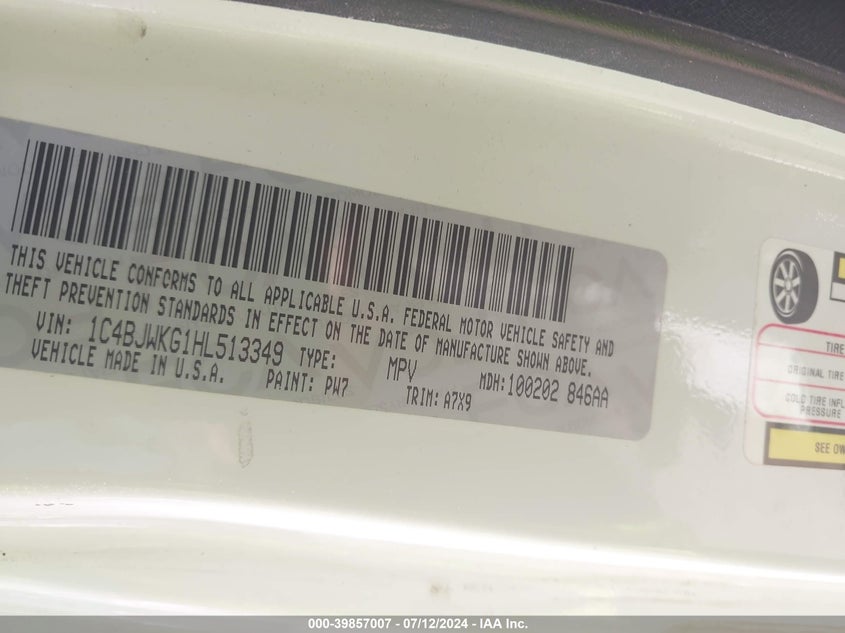 THIS VEHICLE CONFORMS TO ALL APPLICABLE U.S.A. FEDERAL MOTOR VEHICLE SAFETY AND
THEFT PREVENTION STANDARDS IN EFFECT ON THE DATE OF MANUFACTURE SHOWN ABOVE.
VIN: 1C4BJWKG1HL513349 TYPE: MPV MDH:100202 846AA
VEHICLE MADE IN U.S.A. PAINT: PW7 TRIM: A7X9
TIRE
ORIGINAL TIRE
COLD TIRE INFL
PRESSURE
SEE OW
000-39857007 / 07/12/2024 - © IAA Inc.